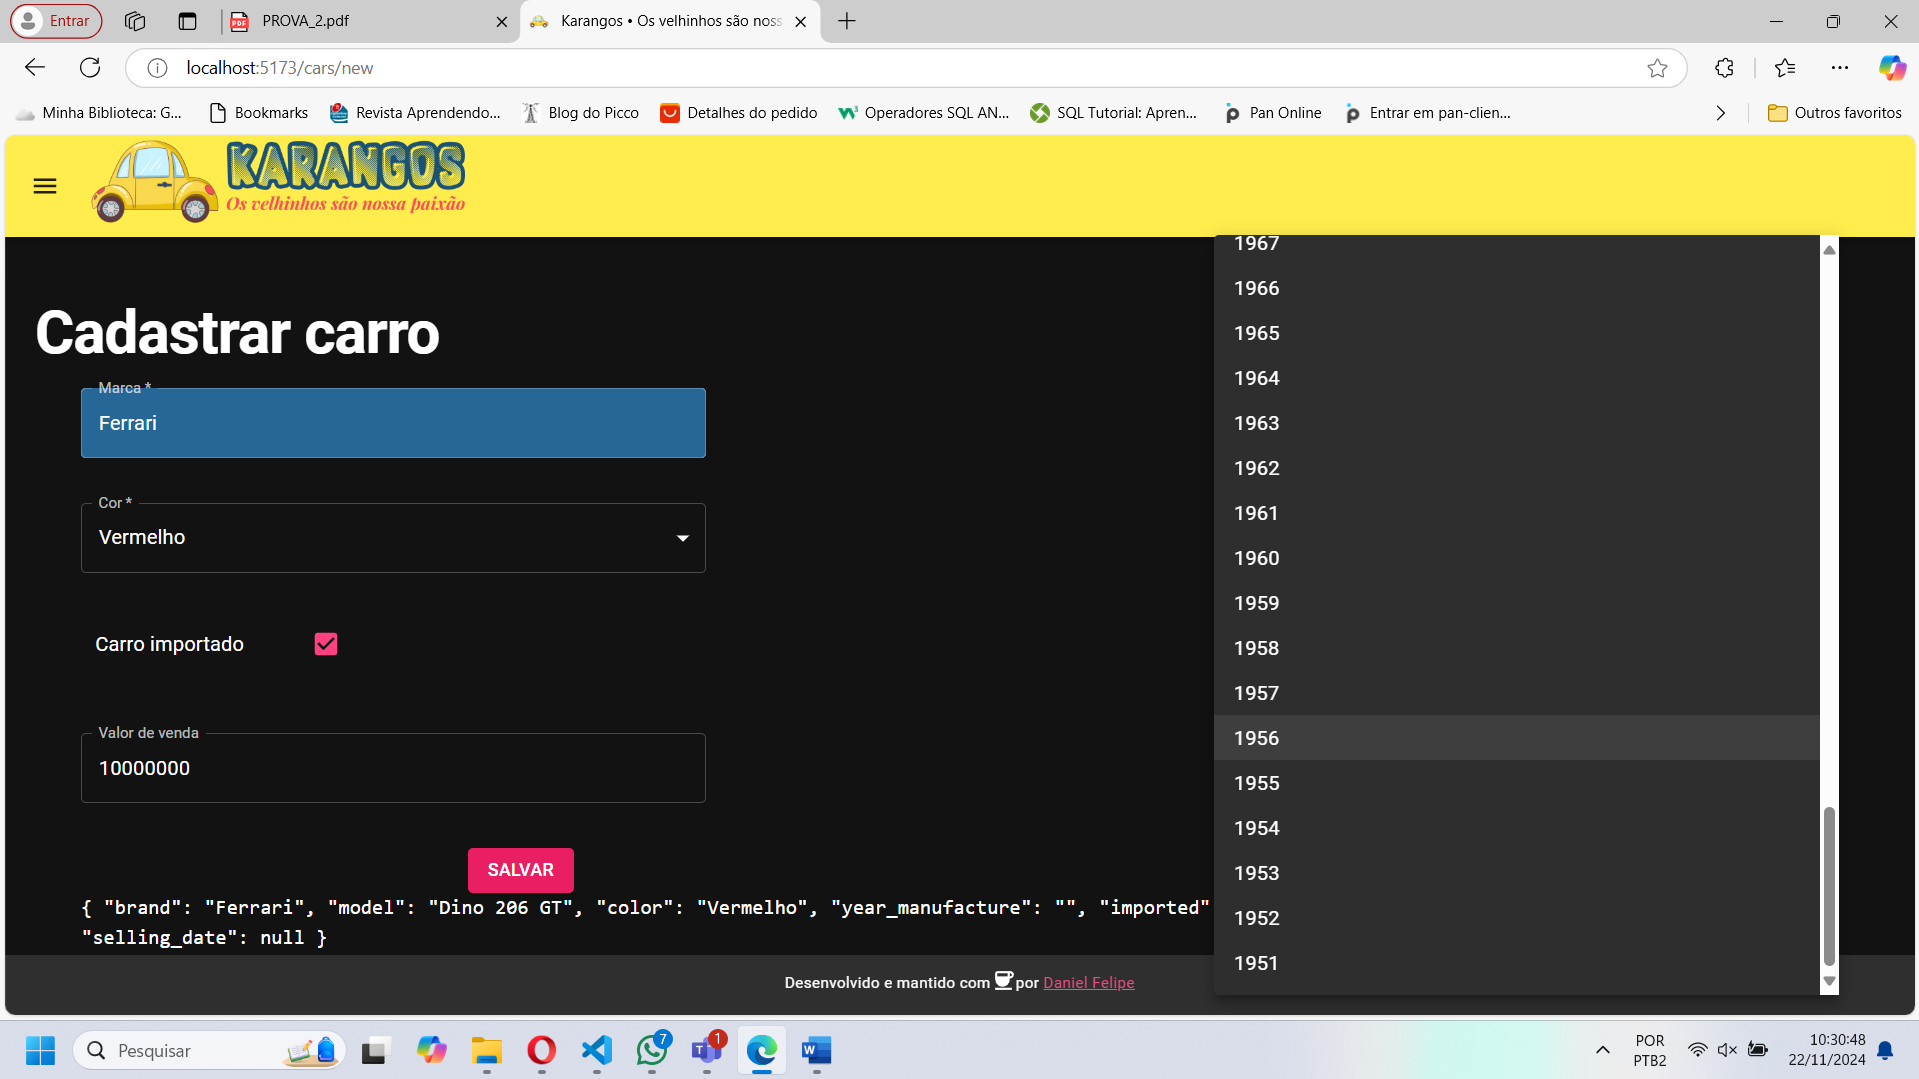 Entrar
PROVA_2.pdf
Karangos • Os velhinhos são noss
localhost:5173/cars/new
Minha Biblioteca: G...
Bookmarks
Revista Aprendendo...
Blog do Picco
Detalhes do pedido
Operadores SQL AN...
SQL Tutorial: Apren...
Pan Online
Entrar em pan-clien...
Outros favoritos
KARANGOS
Os velhinhos são nossa paixão
Cadastrar carro
Marca *
Ferrari
Cor *
Vermelho
Carro importado
Valor de venda
10000000
SALVAR
{ "brand": "Ferrari", "model": "Dino 206 GT", "color": "Vermelho", "year_manufacture": "", "imported"
"selling_date": null }
1967
1966
1965
1964
1963
1962
1961
1960
1959
1958
1957
1956
1955
1954
1953
1952
1951
Desenvolvido e mantido com por Daniel Felipe
Pesquisar
7
1
POR
PTB2
10:30:48
22/11/2024